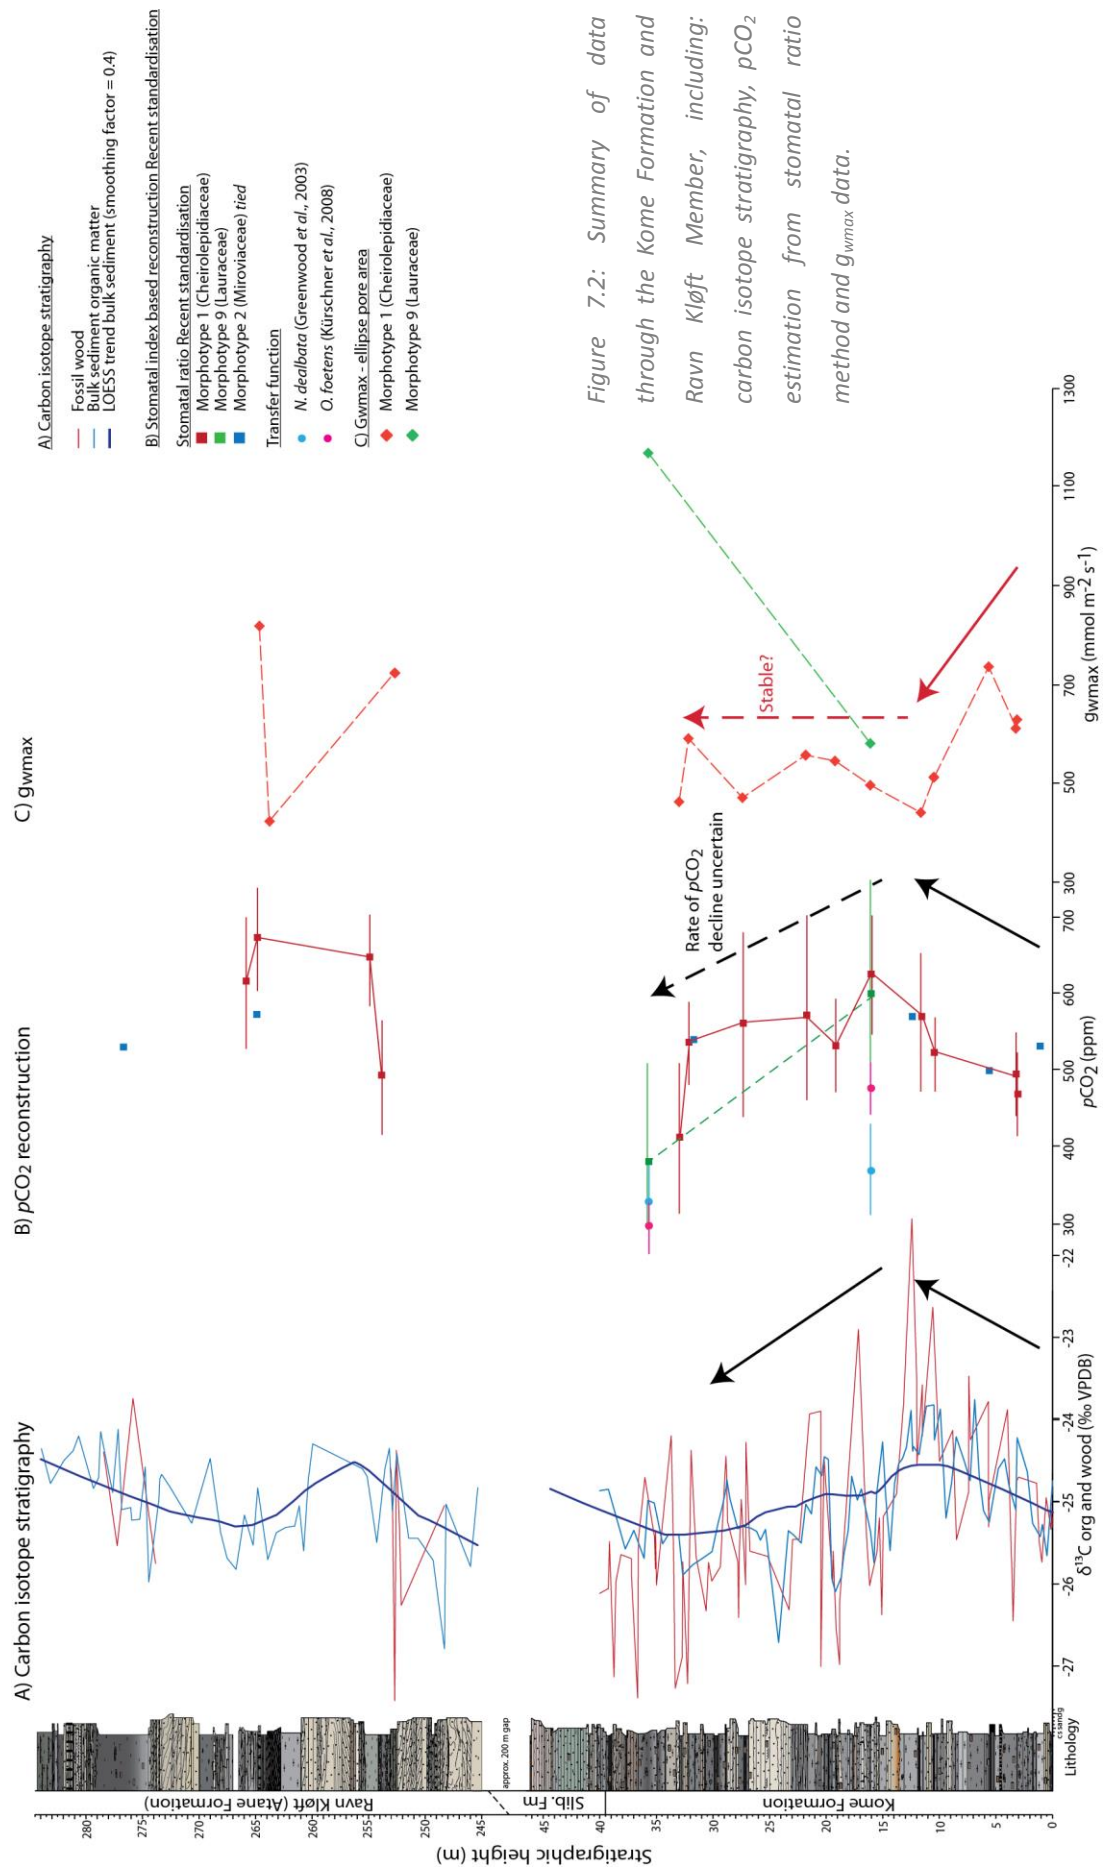 A) Carbon isotope stratigraphy
B) pCO2 reconstruction
C) gwmax
A) Carbon isotope stratigraphy
Fossil wood
Bulk sediment organic matter
LOESS trend bulk sediment (smoothing factor = 0.4)
B) Stomatal index based reconstruction Recent standardisation
Stomatal ratio Recent standardisation
Morphotype 1 (Cheirolepidiaceae)
Morphotype 9 (Lauraceae)
Morphotype 2 (Miroviaceae) tied
Transfer function
N. dealbata (Greenwood et al., 2003)
O. foetens (Kürschner et al., 2008)
C) Gwmax - ellipse pore area
Morphotype 1 (Cheirolepidiaceae)
Morphotype 9 (Lauraceae)
Stratigraphic height (m)
280
275
270
265
260
255
250
245
45
40
35
30
25
20
15
10
5
0
Ravn Kløft (Atane Formation)
Slib. Fm
Kome Formation
approx. 200 m gap
Rate of pCO2
decline uncertain
Stable?
Lithology
-27
-26
-25
-24
-23
-22
δ13C org and wood (‰ VPDB)
300
400
500
600
700
pCO2 (ppm)
300
500
700
900
1100
1300
gwmax (mmol m-2 s-1)
Figure 7.2: Summary of data
through the Kome Formation and
Ravn Kløft Member, including:
carbon isotope stratigraphy, pCO2
estimation from stomatal ratio
method and gwmax data.